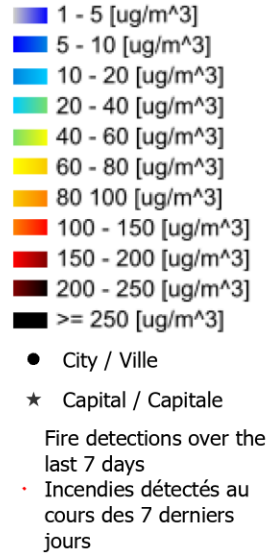 1 - 5 [ug/m^3]
5 - 10 [ug/m^3]
10 - 20 [ug/m^3]
20 - 40 [ug/m^3]
40 - 60 [ug/m^3]
60 - 80 [ug/m^3]
80 100 [ug/m^3]
100 - 150 [ug/m^3]
150 - 200 [ug/m^3]
200 - 250 [ug/m^3]
>= 250 [ug/m^3]
City / Ville
Capital / Capitale
Fire detections over the
last 7 days
Incendies détectés au
cours des 7 derniers
jours